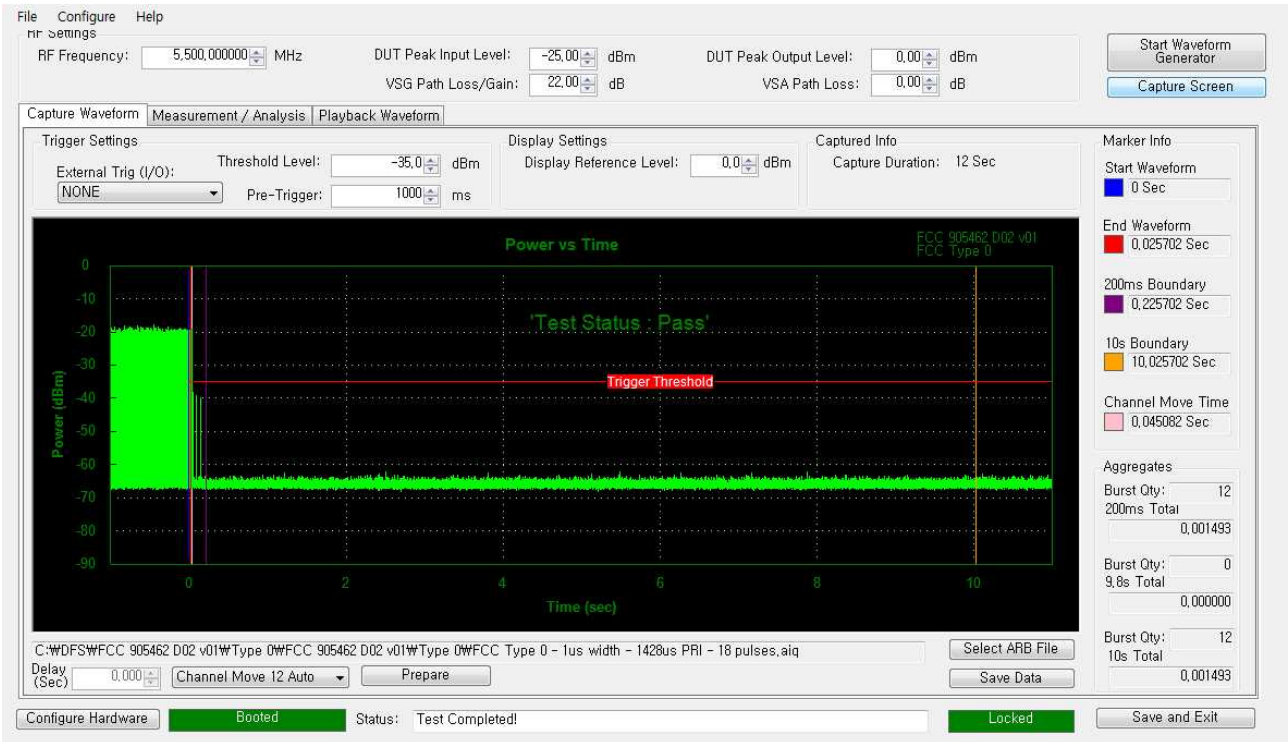 File Configure Help
RF Settings
RF Frequency: 5,500,000000 MHz DUT Peak Input Level: -25,00 dBm DUT Peak Output Level: 0,00 dBm
VSG Path Loss/Gain: 22,00 dB VSA Path Loss: 0,00 dB
Start Waveform
Generator
Capture Screen
Capture Waveform Measurement / Analysis Playback Waveform
Trigger Settings
External Trig (I/O):
NONE
Threshold Level: -35,0 dBm
Pre-Trigger: 1000 ms
Display Settings
Display Reference Level: 0,0 dBm
Captured Info
Capture Duration: 12 Sec
Power vs Time
FCC 905462 D02 v01
FCC Type 0
'Test Status : Pass'
Trigger Threshold
Power (dBm)
0
-10
-20
-30
-40
-50
-60
-70
-80
-90
0 2 4 6 8 10
Time (sec)
Marker Info
Start Waveform
0 Sec
End Waveform
0,025702 Sec
200ms Boundary
0,225702 Sec
10s Boundary
10,025702 Sec
Channel Move Time
0,045082 Sec
Aggregates
Burst Qty: 12
200ms Total
0,001493
Burst Qty: 0
9,8s Total
0,000000
Burst Qty: 12
10s Total
0,001493
C:₩DFS₩FCC 905462 D02 v01₩Type 0₩FCC 905462 D02 v01₩Type 0₩FCC Type 0 - 1us width - 1428us PRI - 18 pulses,aiq
Select ARB File
Delay
(Sec) 0,000 Channel Move 12 Auto Prepare Save Data
Configure Hardware Booted Status: Test Completed! Locked Save and Exit